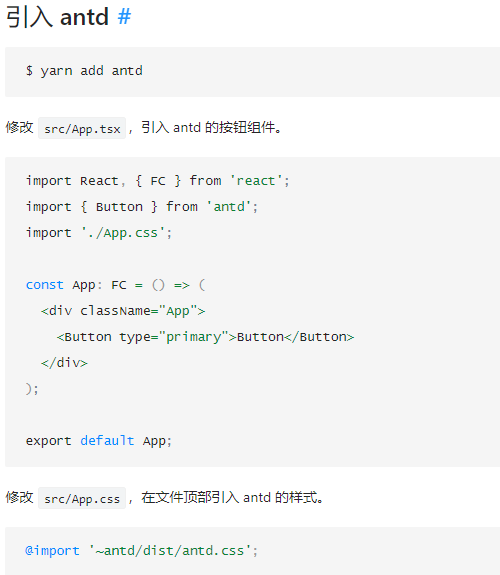 引入 antd #
$ yarn add antd
修改 src/App.tsx ，引入 antd 的按钮组件。
import React, { FC } from 'react';
import { Button } from 'antd';
import './App.css';
const App: FC = () => (
<div className="App">
<Button type="primary">Button</Button>
</div>
);
export default App;
修改 src/App.css ，在文件顶部引入 antd 的样式。
@import '~antd/dist/antd.css';